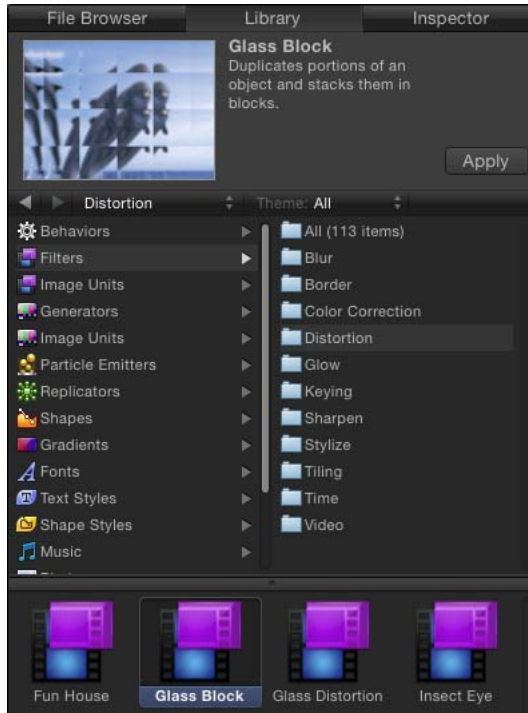 File Browser
Library
Inspector
Glass Block
Duplicates portions of an
object and stacks them in
blocks.
Apply
Distortion
Theme: All
Behaviors
Filters
Image Units
Generators
Image Units
Particle Emitters
Replicators
Shapes
Gradients
Fonts
Text Styles
Shape Styles
Music
All (113 items)
Blur
Border
Color Correction
Distortion
Glow
Keying
Sharpen
Stylize
Tiling
Time
Video
Fun House
Glass Block
Glass Distortion
Insect Eye